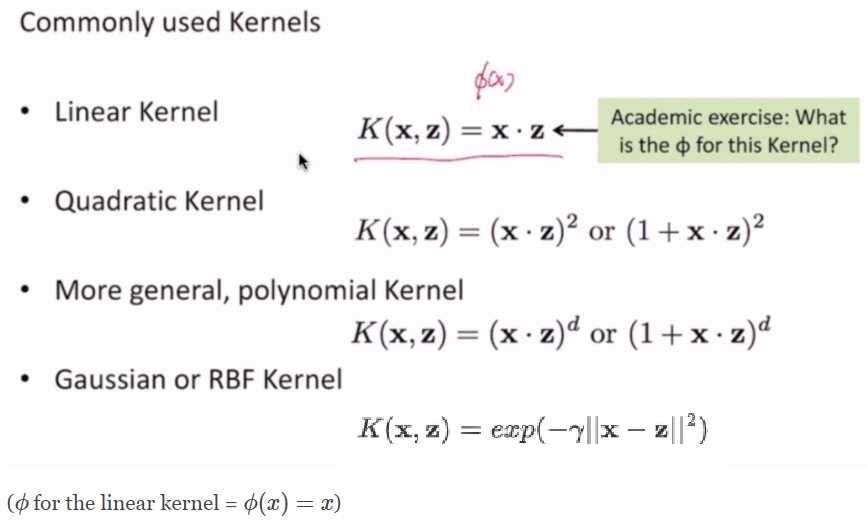 Commonly used Kernels
ϕ(x)
• Linear Kernel
K(x, z) = x · z
Academic exercise: What
is the ϕ for this Kernel?
• Quadratic Kernel
K(x, z) = (x · z)² or (1 + x · z)²
• More general, polynomial Kernel
K(x, z) = (x · z)ᵈ or (1 + x · z)ᵈ
• Gaussian or RBF Kernel
K(x, z) = exp(−γ||x − z||²)
(ϕ for the linear kernel = ϕ(x) = x)